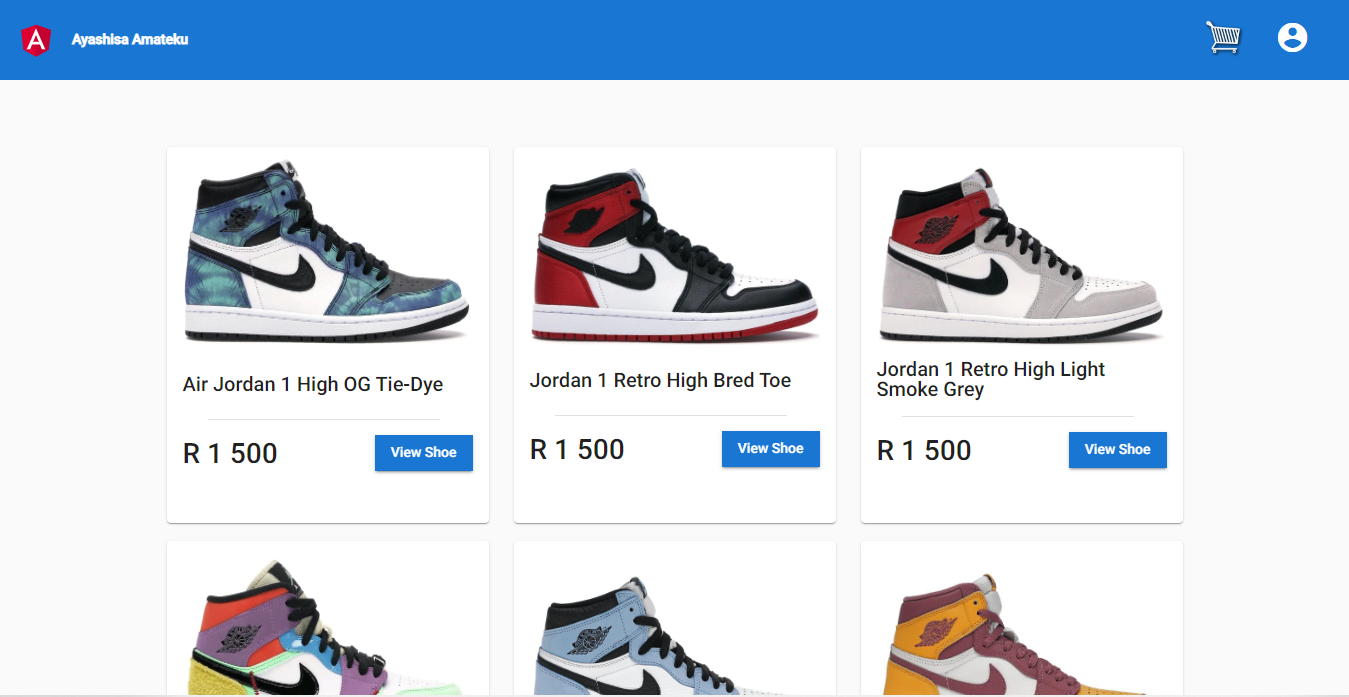 Ayashisa Amateku
Air Jordan 1 High OG Tie-Dye
Jordan 1 Retro High Bred Toe
Jordan 1 Retro High Light
Smoke Grey
R 1 500
View Shoe
R 1 500
View Shoe
R 1 500
View Shoe